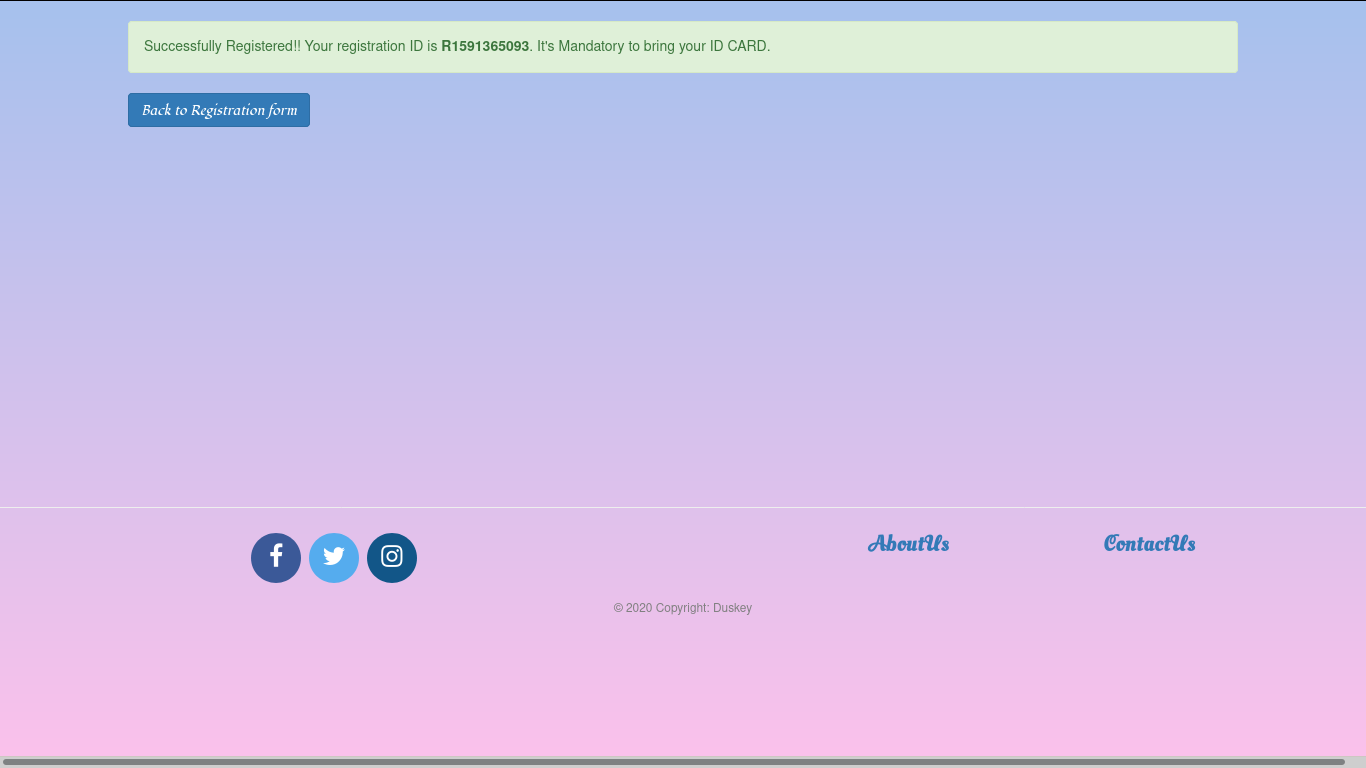 Successfully Registered!! Your registration ID is R1591365093. It's Mandatory to bring your ID CARD.
Back to Registration form
AboutUs
ContactUs
© 2020 Copyright: Duskey